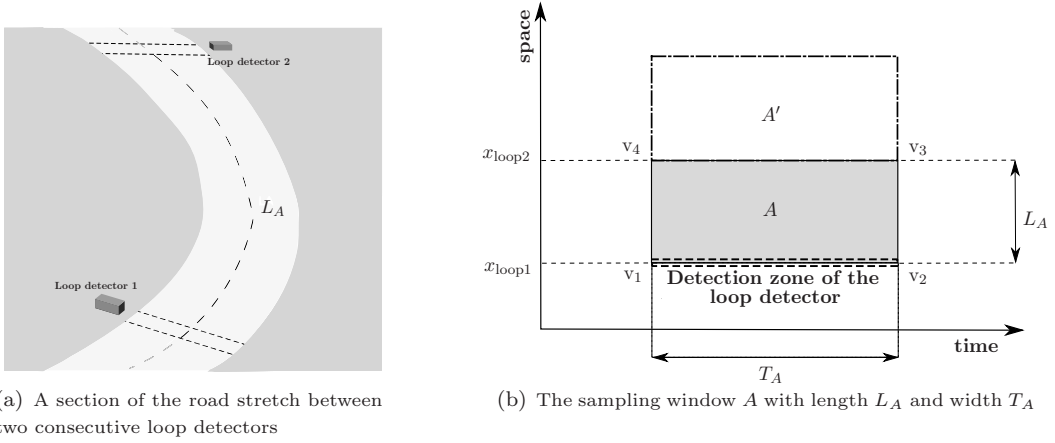 Loop detector 2
L_A
Loop detector 1
(a) A section of the road stretch between
two consecutive loop detectors
space
A′
x_loop2
v_4
v_3
A
L_A
x_loop1
v_1
v_2
Detection zone of the
loop detector
time
T_A
(b) The sampling window A with length L_A and width T_A